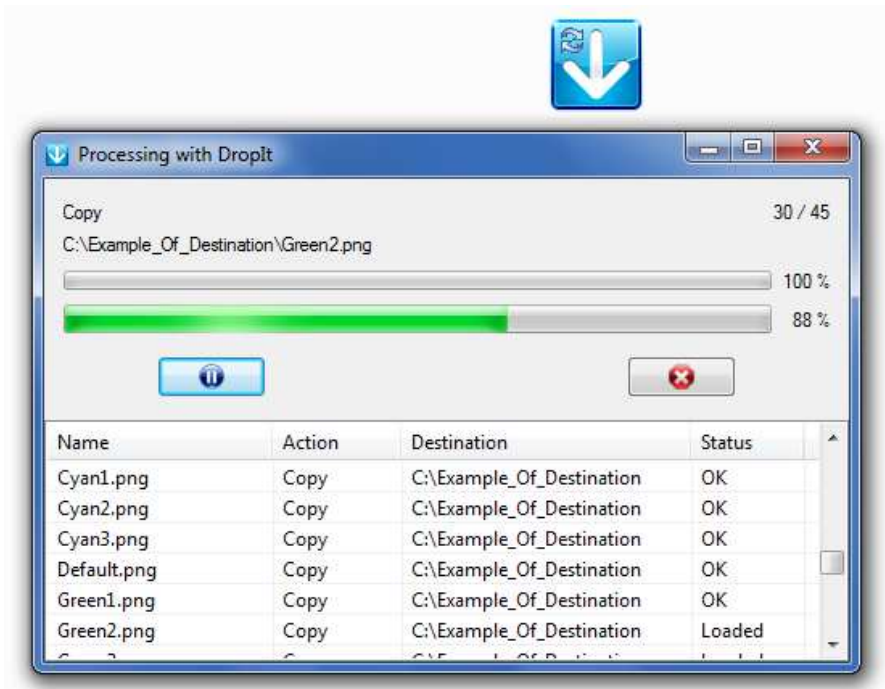 Processing with DropIt
Copy 30 / 45
C:\Example_Of_Destination\Green2.png
100 %
88 %
Name Action Destination Status
Cyan1.png Copy C:\Example_Of_Destination OK
Cyan2.png Copy C:\Example_Of_Destination OK
Cyan3.png Copy C:\Example_Of_Destination OK
Default.png Copy C:\Example_Of_Destination OK
Green1.png Copy C:\Example_Of_Destination OK
Green2.png Copy C:\Example_Of_Destination Loaded